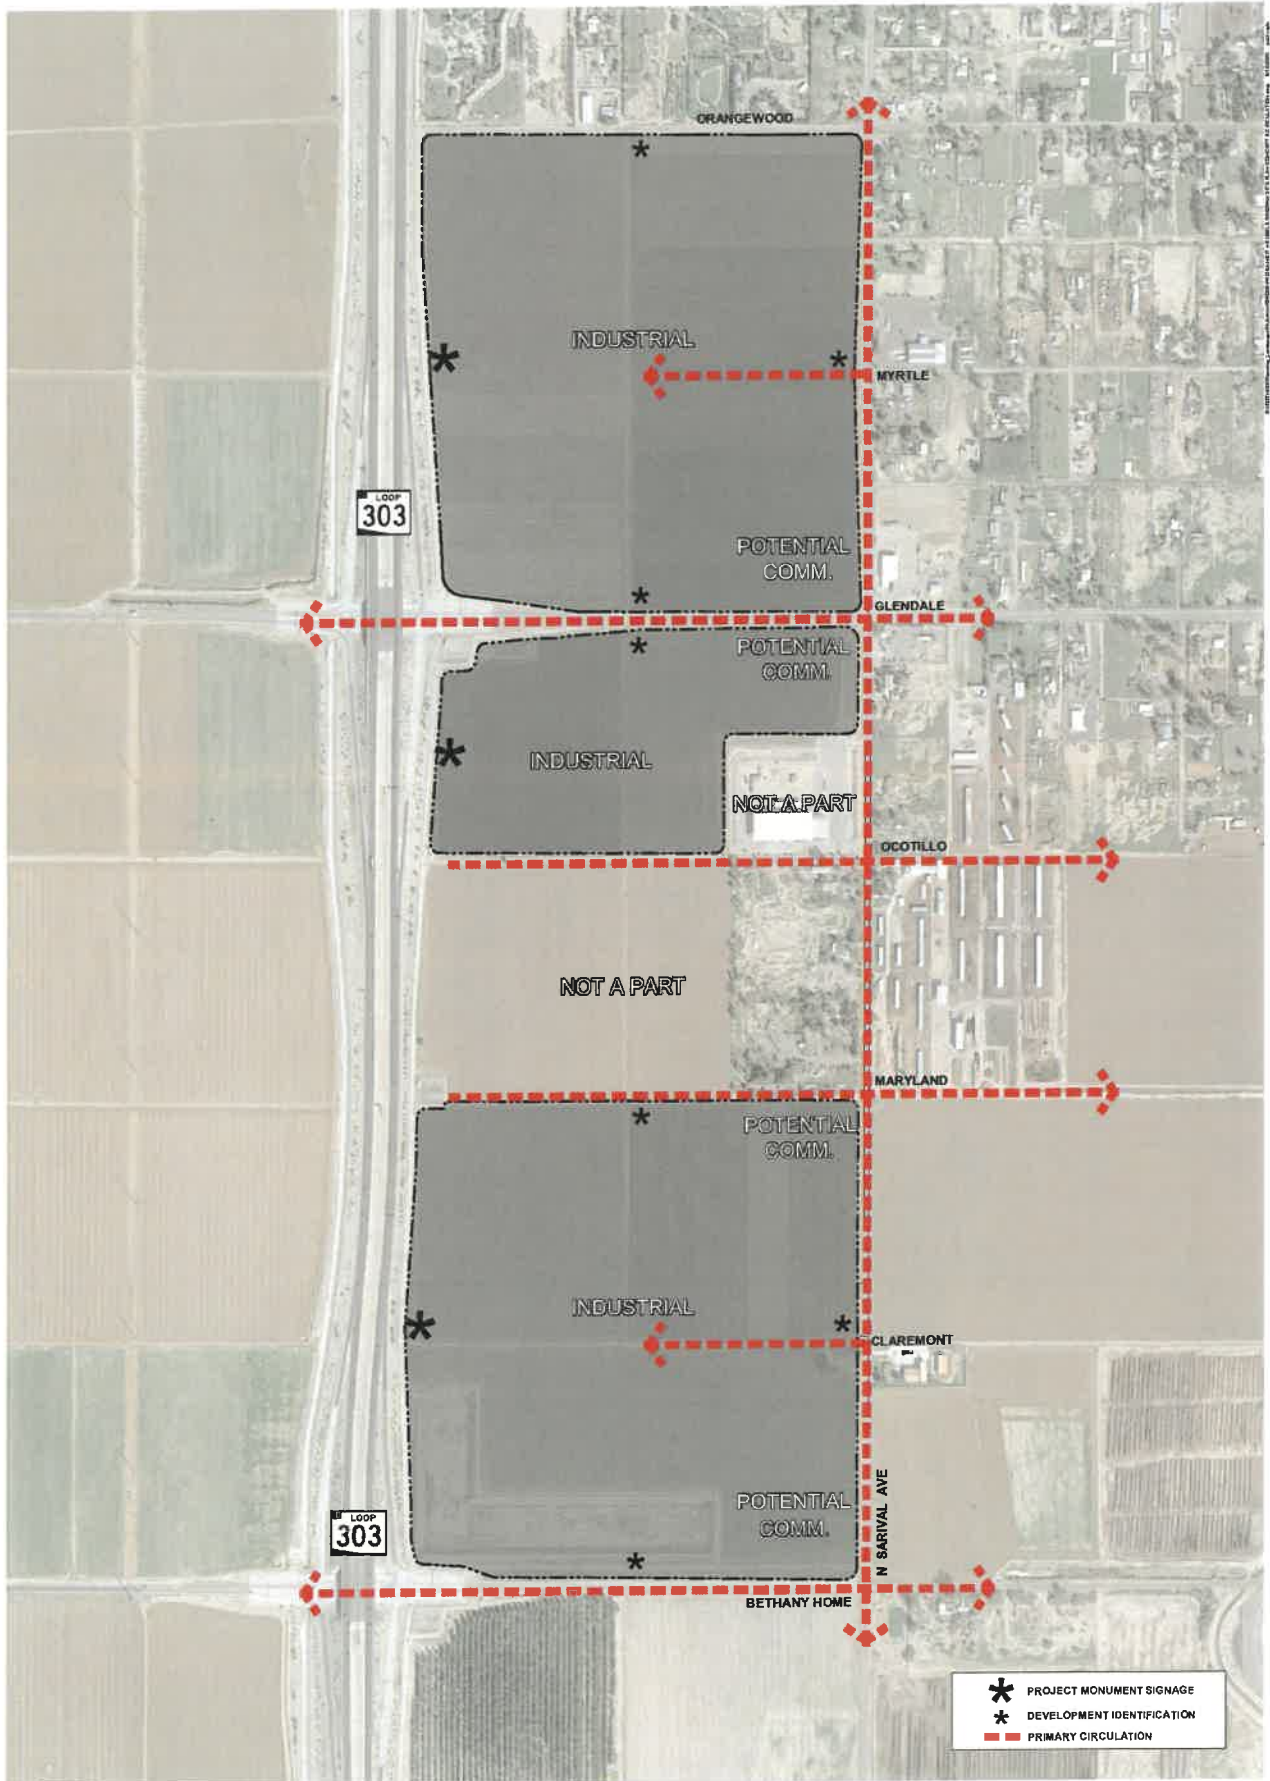 ORANGEWOOD
INDUSTRIAL
MYRTLE
LOOP
303
POTENTIAL
COMM.
GLENDALE
POTENTIAL
COMM.
INDUSTRIAL
NOT A PART
OCOTILLO
NOT A PART
MARYLAND
POTENTIAL
COMM.
INDUSTRIAL
CLAREMONT
POTENTIAL
COMM.
LOOP
303
N SARIVAL AVE
BETHANY HOME
PROJECT MONUMENT SIGNAGE
DEVELOPMENT IDENTIFICATION
PRIMARY CIRCULATION